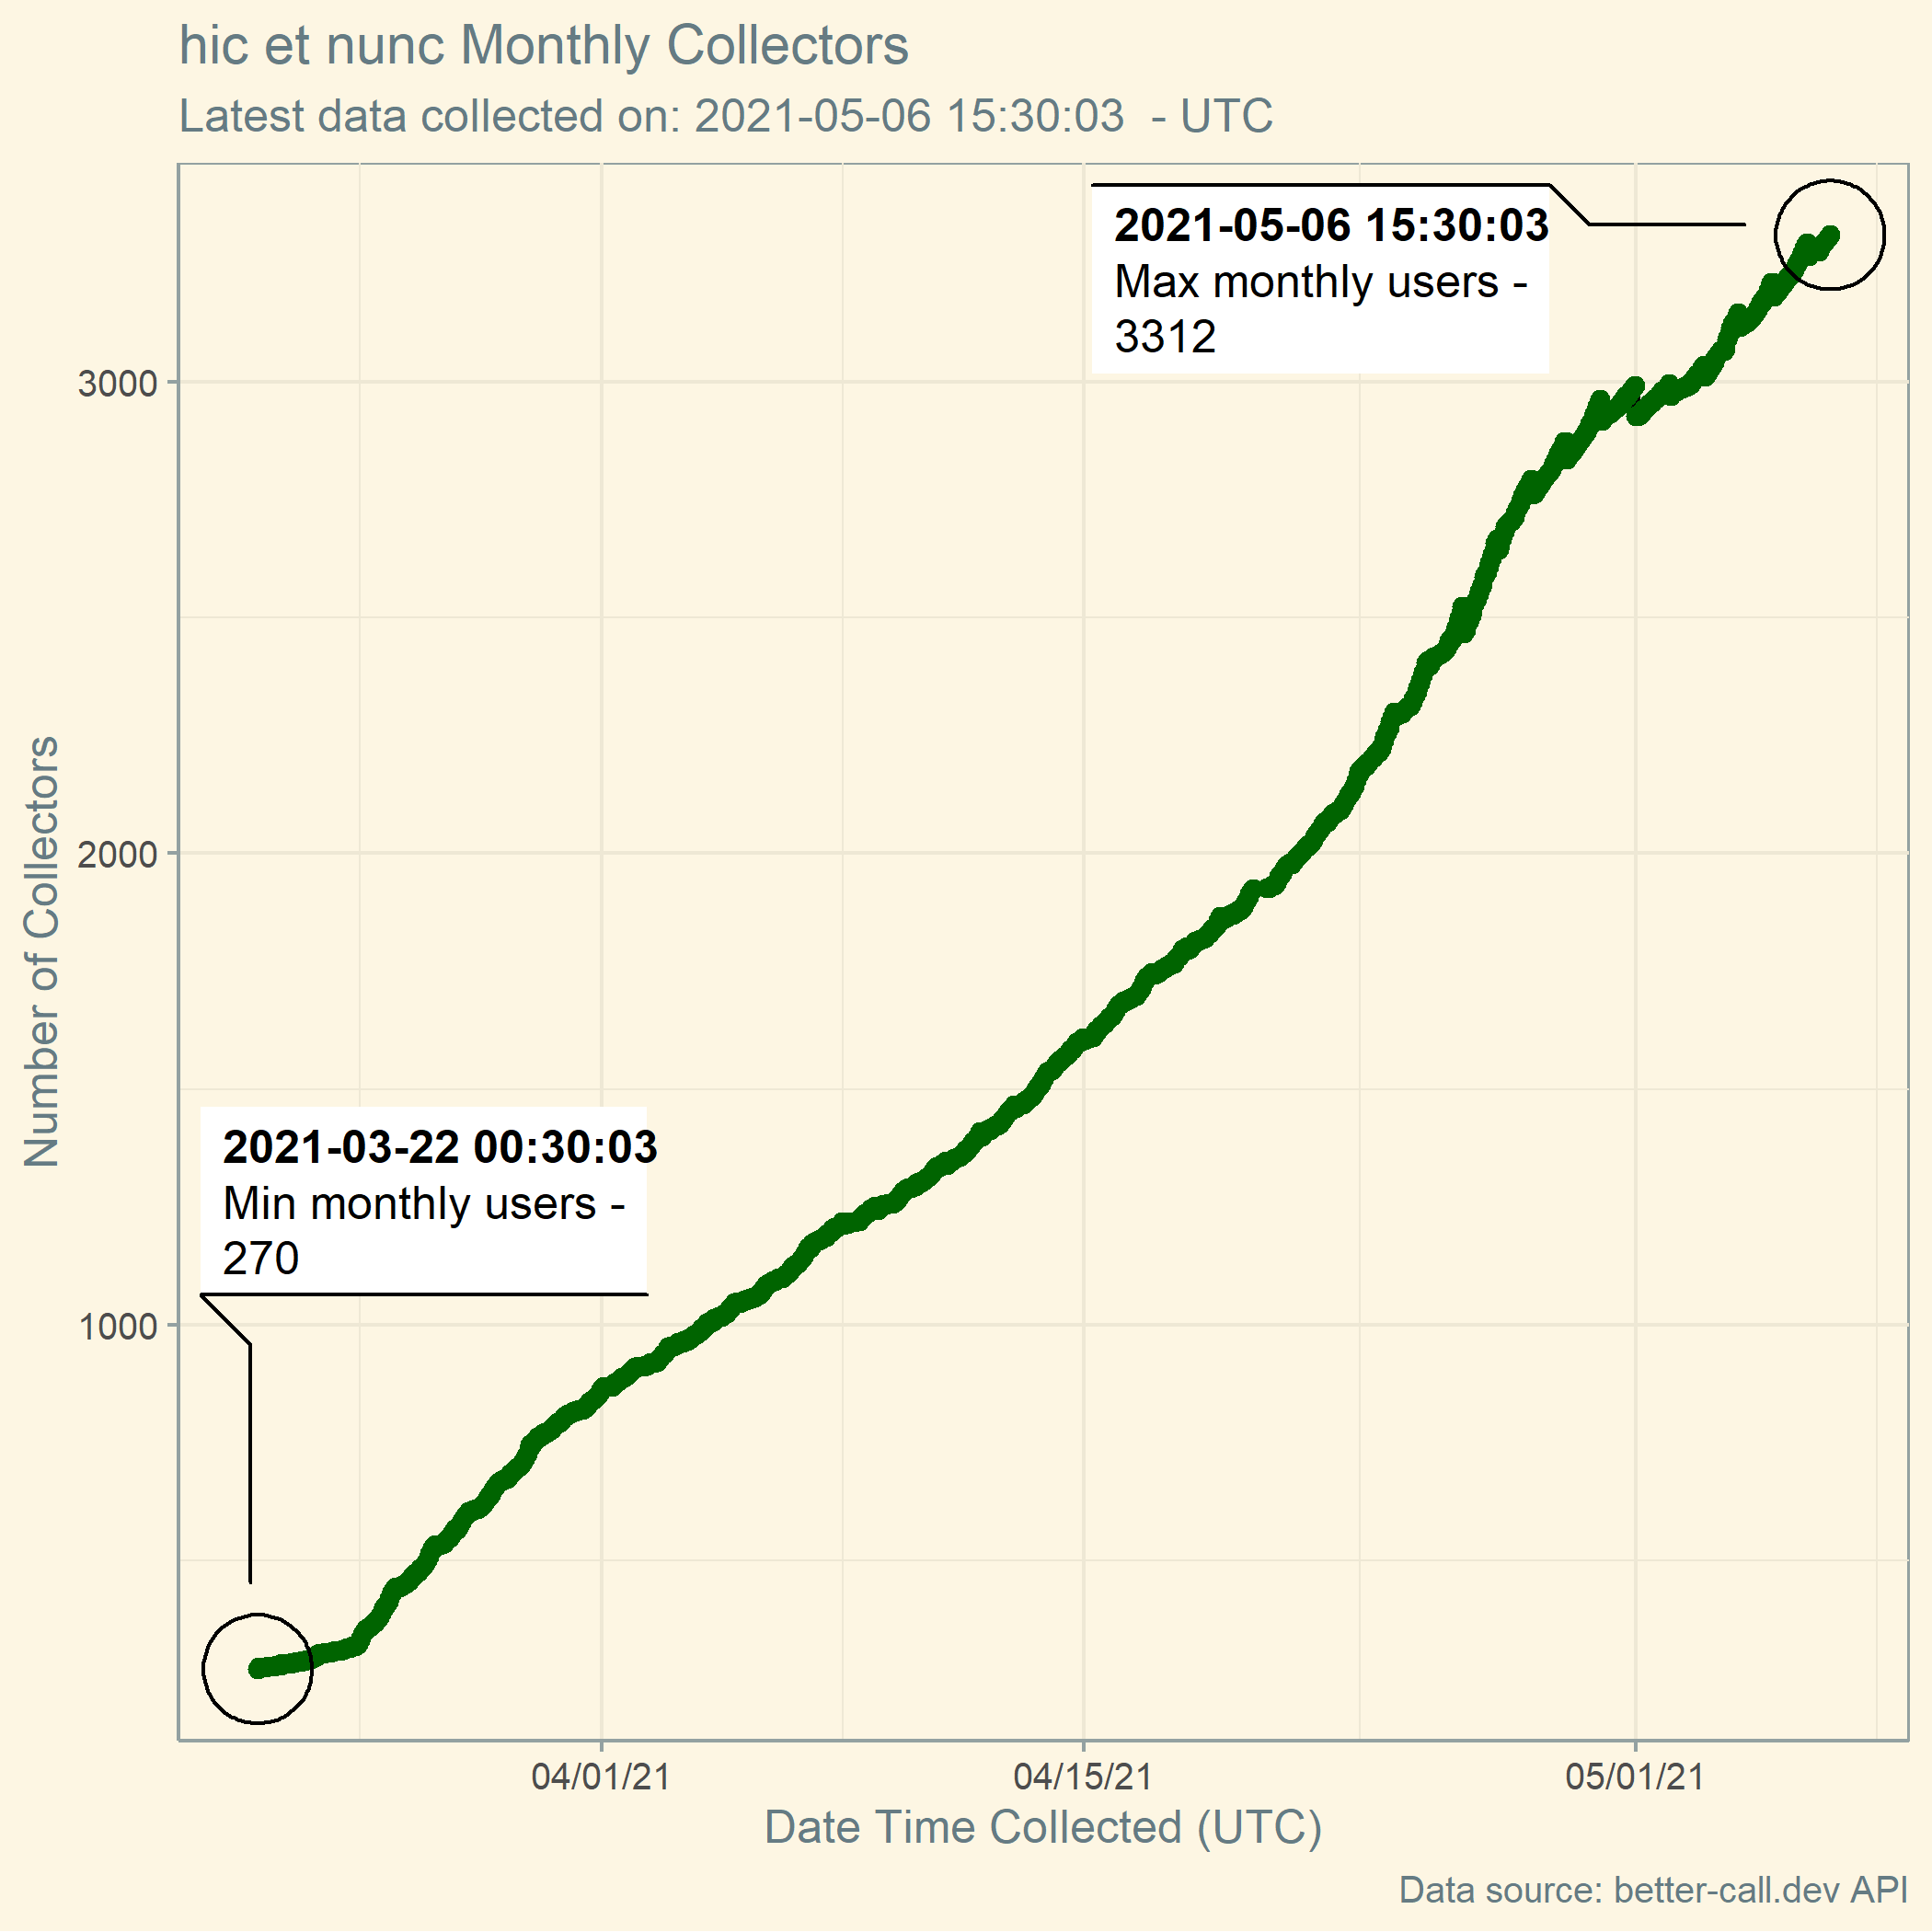 hic et nunc Monthly Collectors
Latest data collected on: 2021-05-06 15:30:03  - UTC
2021-05-06 15:30:03
Max monthly users -
3312
3000
2000
1000
Number of Collectors
2021-03-22 00:30:03
Min monthly users -
270
04/01/21
04/15/21
05/01/21
Date Time Collected (UTC)
Data source: better-call.dev API